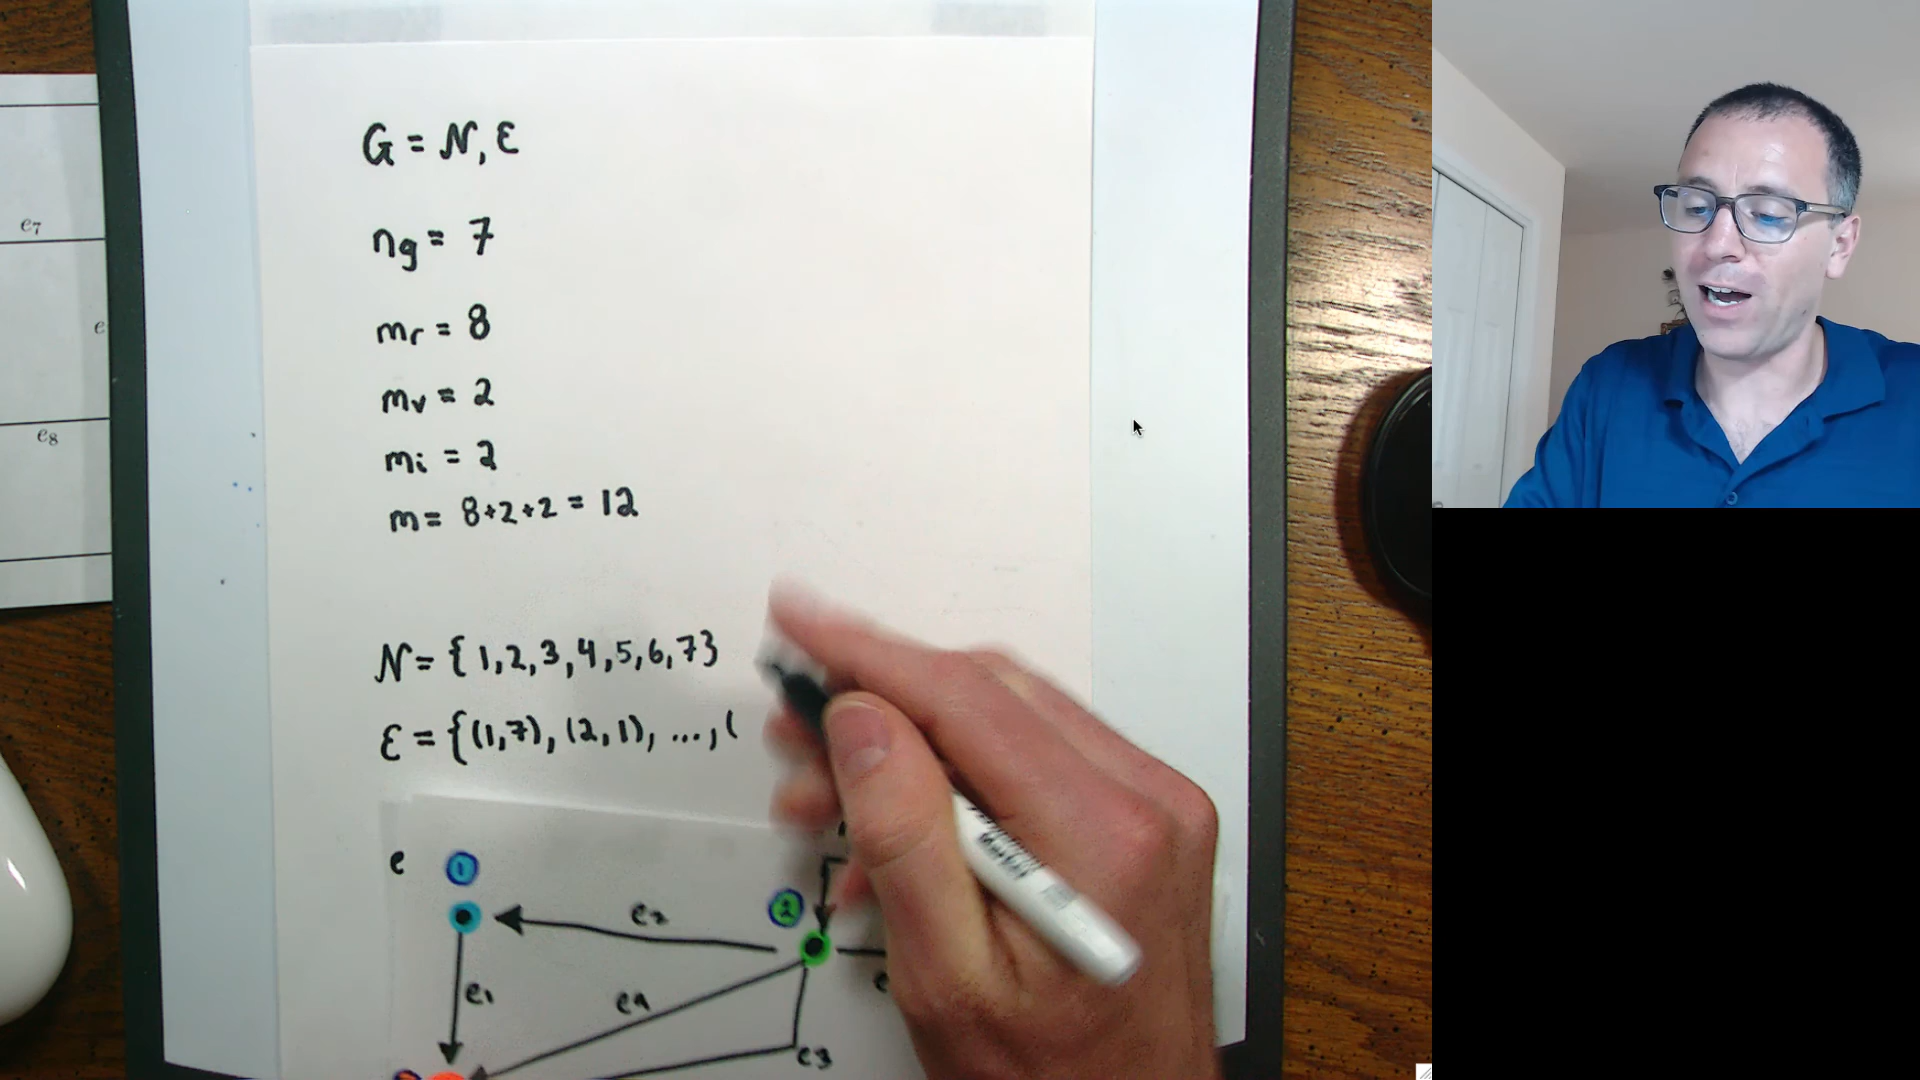 G = N, ε
ng = 7
mr = 8
mv = 2
mi = 2
m = 8+2+2 = 12
N = { 1,2,3,4,5,6,7}
ε = {(1,7), (2,1), ...,(
e 1
e2 2
e1 e4
e3
e7
e8